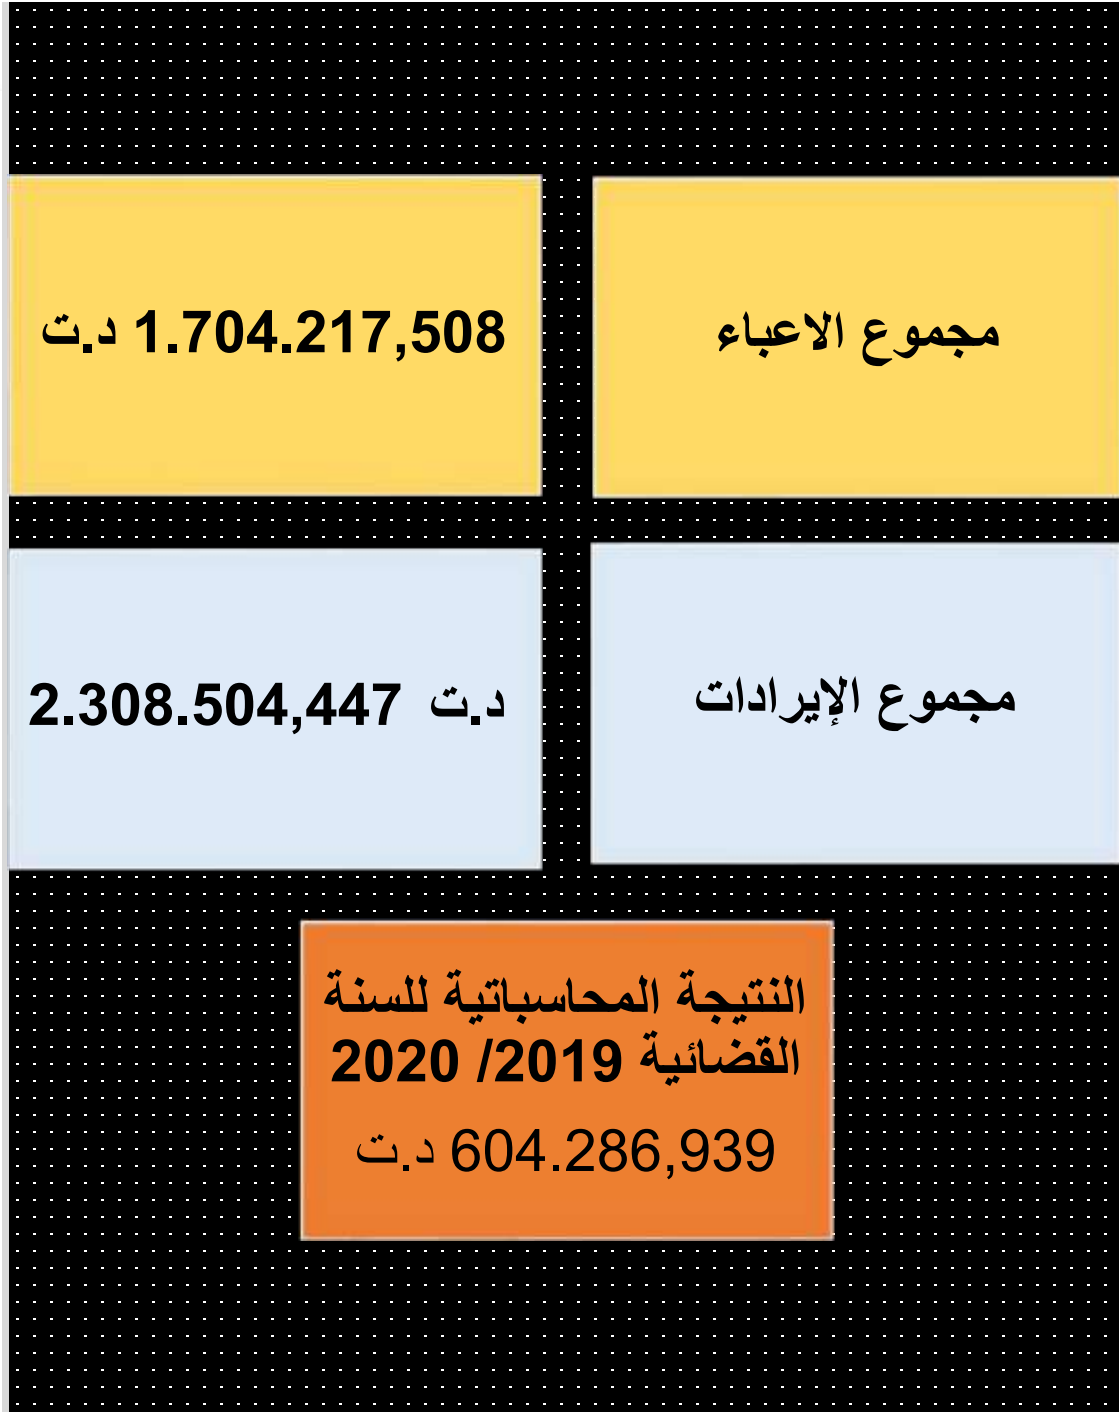 مجموع الاعباء
1.704.217,508 د.ت
مجموع الإيرادات
2.308.504,447 د.ت
النتيجة المحاسباتية للسنة
القضائية 2019/ 2020
604.286,939 د.ت